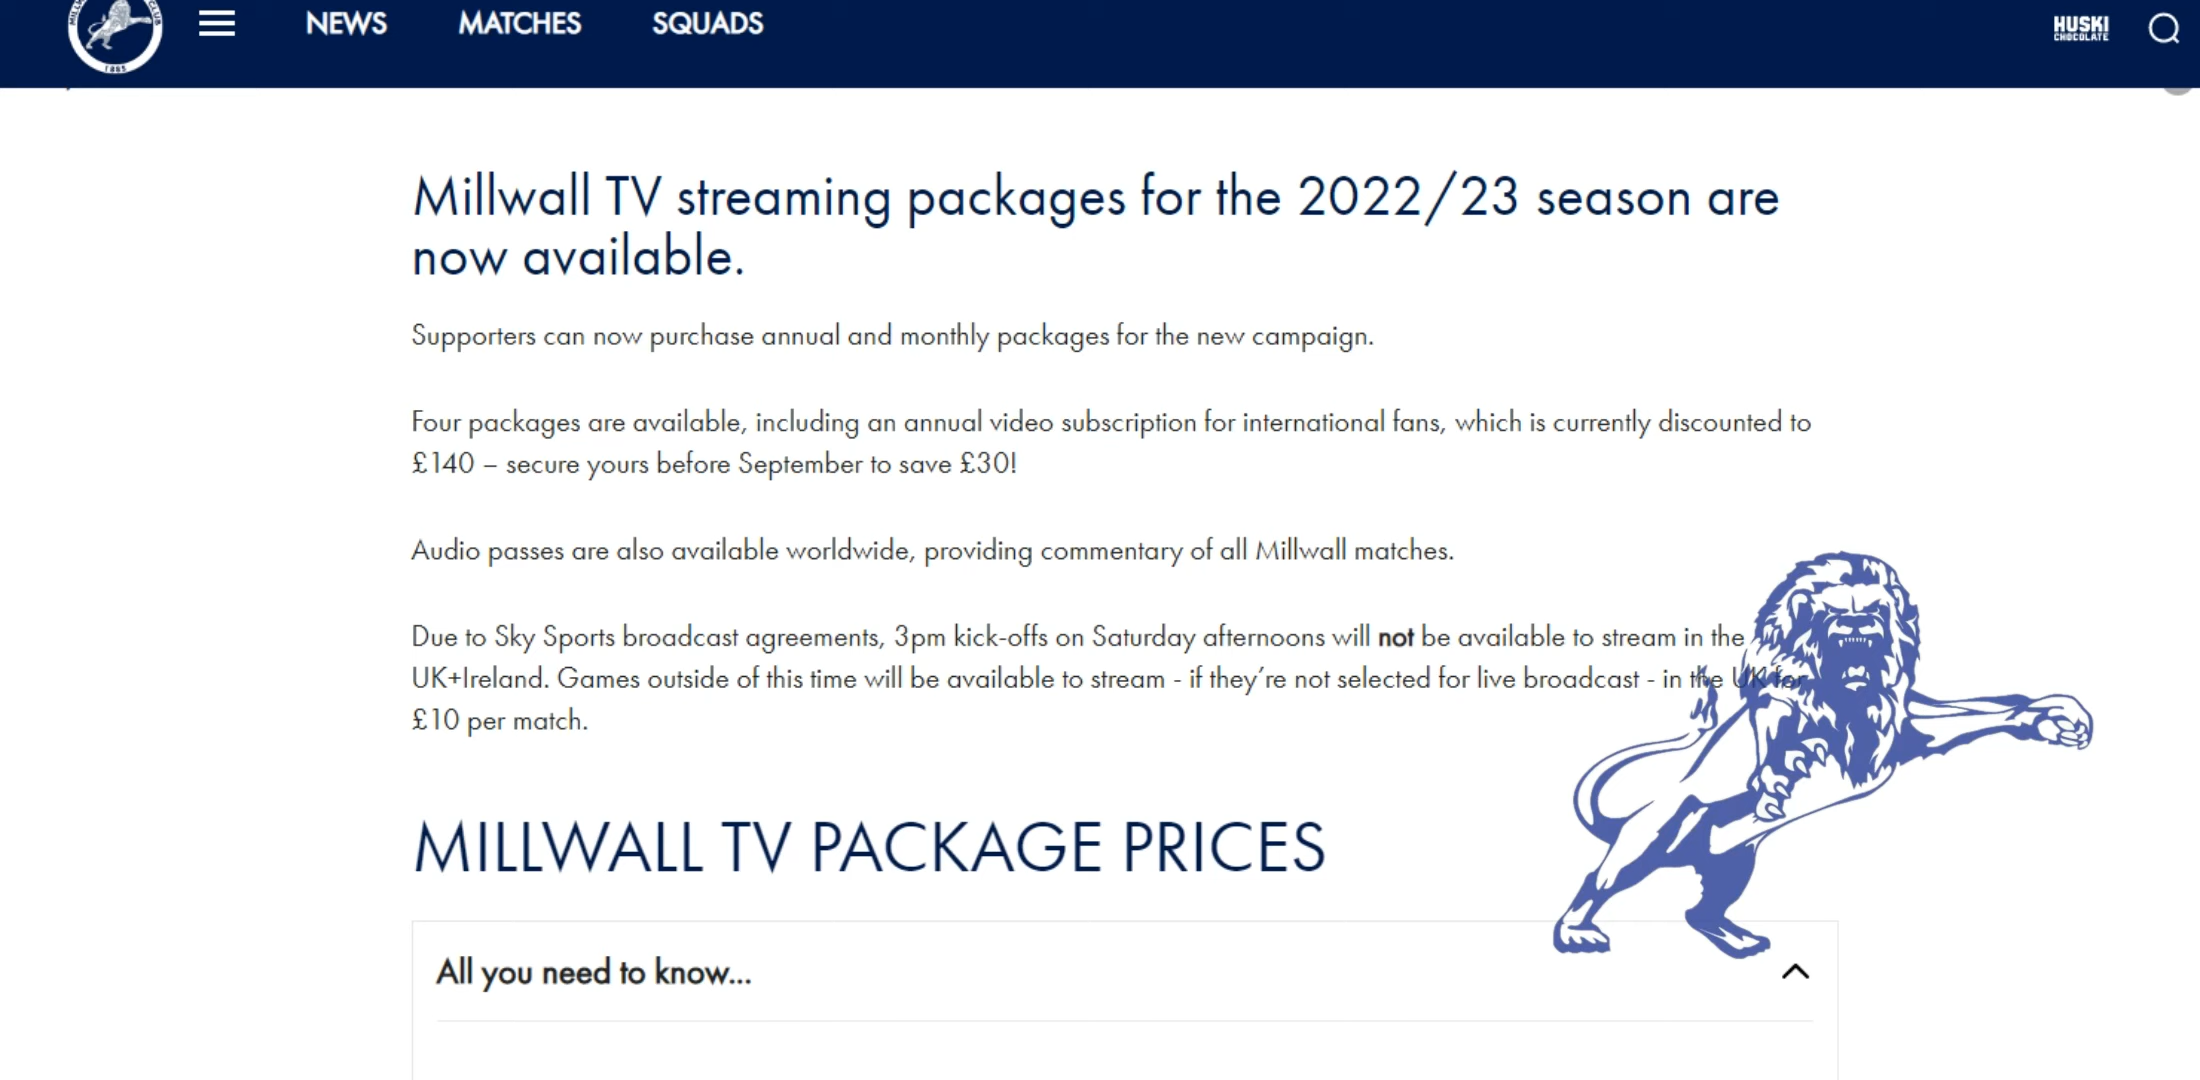 NEWS MATCHES SQUADS
HUSKI
CHOCOLATE
1885
Millwall TV streaming packages for the 2022/23 season are
now available.
Supporters can now purchase annual and monthly packages for the new campaign.
Four packages are available, including an annual video subscription for international fans, which is currently discounted to
£140 – secure yours before September to save £30!
Audio passes are also available worldwide, providing commentary of all Millwall matches.
Due to Sky Sports broadcast agreements, 3pm kick-offs on Saturday afternoons will not be available to stream in the
UK+Ireland. Games outside of this time will be available to stream - if they’re not selected for live broadcast - in the UK for
£10 per match.
MILLWALL TV PACKAGE PRICES
All you need to know...